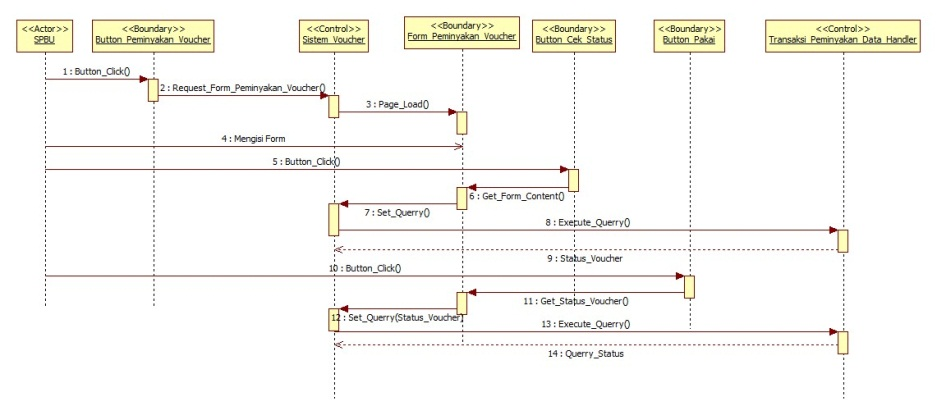 <<Actor>>
SPBU
<<Boundary>>
Button_Peminyakan_Voucher
<<Control>>
Sistem_Voucher
<<Boundary>>
Form_Peminyakan_Voucher
<<Boundary>>
Button_Cek_Status
<<Boundary>>
Button_Pakai
<<Control>>
Transaksi_Peminyakan_Data_Handler
1 : Button_Click()
2 : Request_Form_Peminyakan_Voucher()
3 : Page_Load()
4 : Mengisi Form
5 : Button_Click()
6 : Get_Form_Content()
7 : Set_Querry()
8 : Execute_Querry()
9 : Status_Voucher
10 : Button_Click()
11 : Get_Status_Voucher()
12 : Set_Querry(Status_Voucher)
13 : Execute_Querry()
14 : Querry_Status